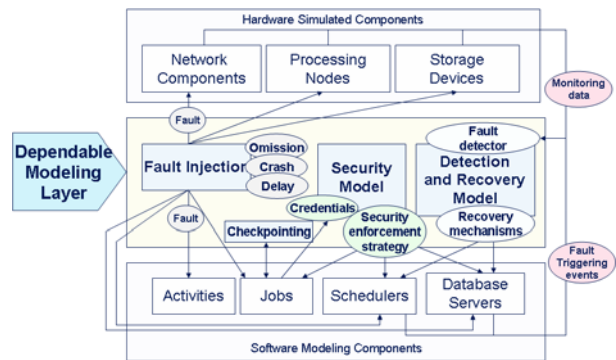 Hardware Simulated Components
Network
Components
Processing
Nodes
Storage
Devices
Monitoring
data
Fault
Dependable
Modeling
Layer
Fault Injection
Omission
Crash
Delay
Security
Model
Fault
detector
Detection
and Recovery
Model
Credentials
Security
enforcement
strategy
Recovery
mechanisms
Fault
Checkpointing
Fault
Triggering
events
Activities
Jobs
Schedulers
Database
Servers
Software Modeling Components